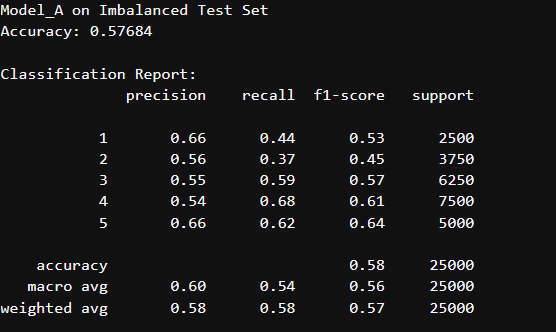 Model_A on Imbalanced Test Set
Accuracy: 0.57684
Classification Report:
precision recall f1-score support
1 0.66 0.44 0.53 2500
2 0.56 0.37 0.45 3750
3 0.55 0.59 0.57 6250
4 0.54 0.68 0.61 7500
5 0.66 0.62 0.64 5000
accuracy 0.58 25000
macro avg 0.60 0.54 0.56 25000
weighted avg 0.58 0.58 0.57 25000